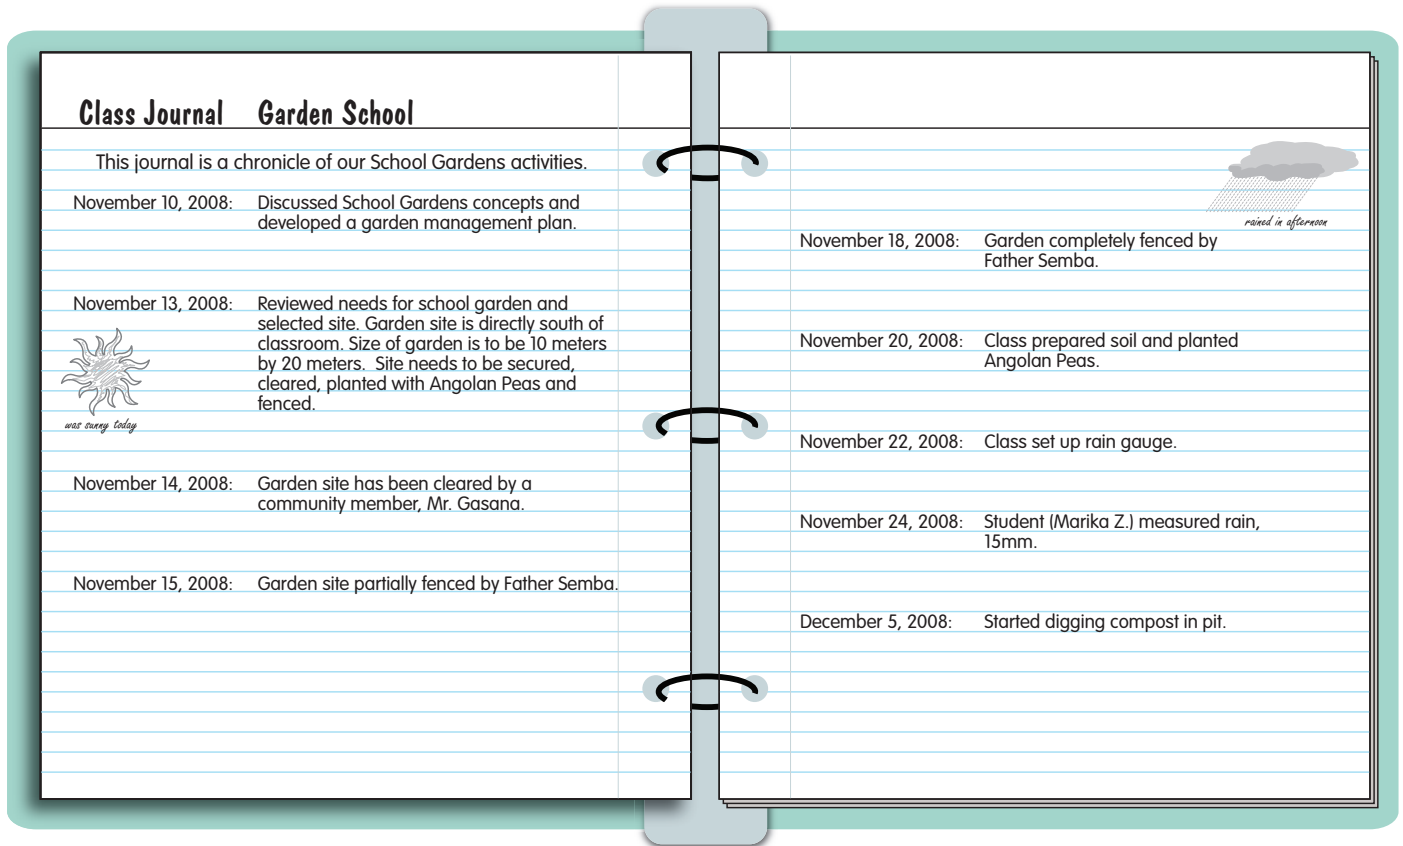 Class Journal Garden School
This journal is a chronicle of our School Gardens activities.
November 10, 2008: Discussed School Gardens concepts and
developed a garden management plan.
November 13, 2008: Reviewed needs for school garden and
selected site. Garden site is directly south of
classroom. Size of garden is to be 10 meters
by 20 meters. Site needs to be secured,
cleared, planted with Angolan Peas and
fenced.
was sunny today
November 14, 2008: Garden site has been cleared by a
community member, Mr. Gasana.
November 15, 2008: Garden site partially fenced by Father Semba.
rained in afternoon
November 18, 2008: Garden completely fenced by
Father Semba.
November 20, 2008: Class prepared soil and planted
Angolan Peas.
November 22, 2008: Class set up rain gauge.
November 24, 2008: Student (Marika Z.) measured rain,
15mm.
December 5, 2008: Started digging compost in pit.